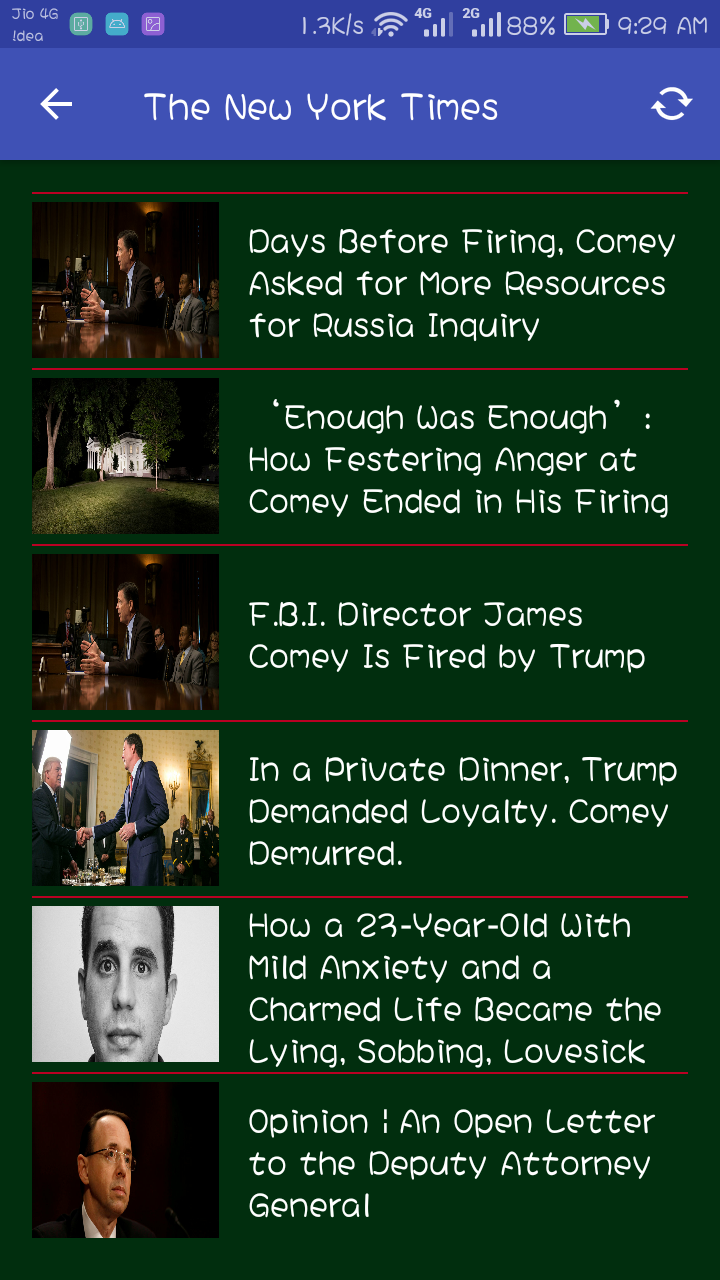 Jio 4G
Idea
1.3K/s 4G 2G 88% 9:29 AM
The New York Times
Days Before Firing, Comey
Asked for More Resources
for Russia Inquiry
‘Enough Was Enough’:
How Festering Anger at
Comey Ended in His Firing
F.B.I. Director James
Comey Is Fired by Trump
In a Private Dinner, Trump
Demanded Loyalty. Comey
Demurred.
How a 23-Year-Old With
Mild Anxiety and a
Charmed Life Became the
Lying, Sobbing, Lovesick
Opinion | An Open Letter
to the Deputy Attorney
General